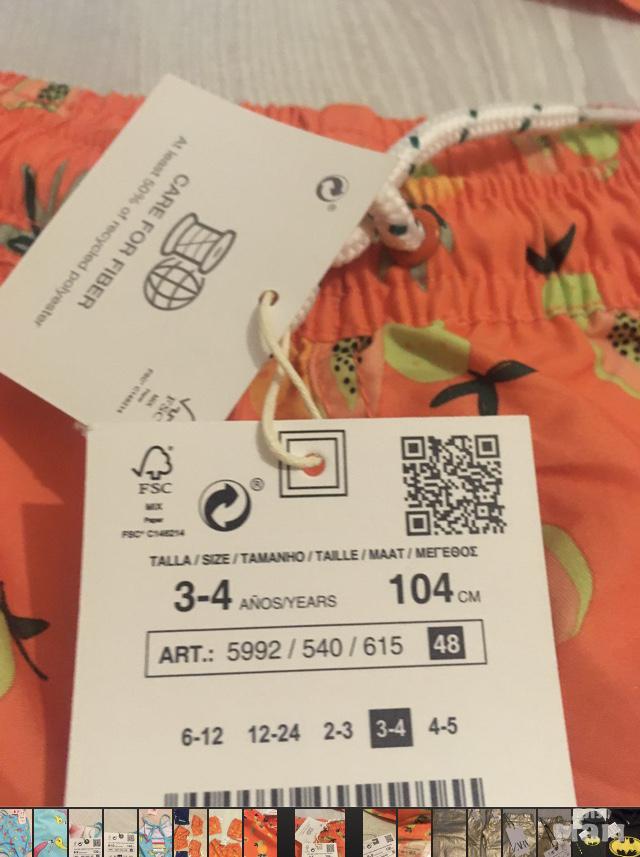 At least 50% of recycled polyester
CARE FOR FIBER
®
FSC
MIX
Paper
FSC® C146214
®
TALLA / SIZE / TAMANHO / TAILLE / MAAT / ΜΕΓΕΘΟΣ
3-4 AÑOS/YEARS 104 CM
ART.: 5992 / 540 / 615 48
6-12 12-24 2-3 3-4 4-5